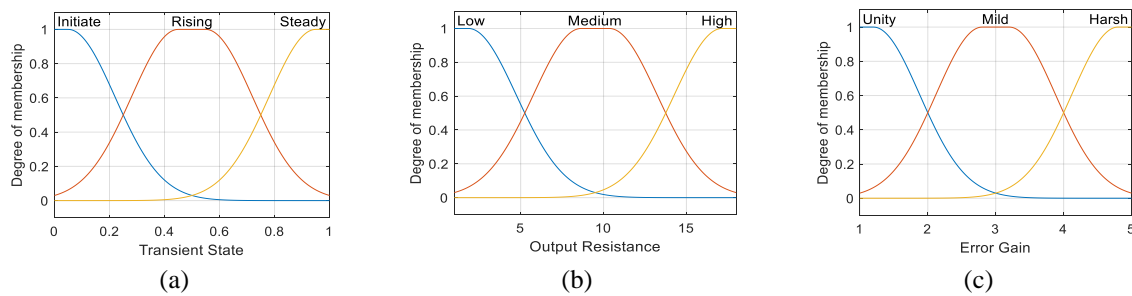 Initiate Rising Steady
1
0.8
0.6
0.4
0.2
0
Degree of membership
0 0.2 0.4 0.6 0.8 1
Transient State
(a)
Low Medium High
1
0.8
0.6
0.4
0.2
0
Degree of membership
5 10 15
Output Resistance
(b)
Unity Mild Harsh
1
0.8
0.6
0.4
0.2
0
Degree of membership
1 2 3 4 5
Error Gain
(c)